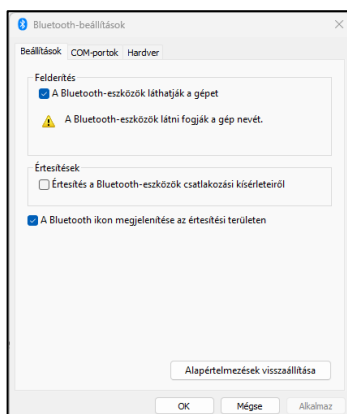 Bluetooth-beállítások
Beállítások COM-portok Hardver
Felderítés
A Bluetooth-eszközök láthatják a gépet
A Bluetooth-eszközök látni fogják a gép nevét.
Értesítések
Értesítés a Bluetooth-eszközök csatlakozási kísérleteiről
A Bluetooth ikon megjelenítése az értesítési területen
Alapértelmezések visszaállítása
OK Mégse Alkalmaz